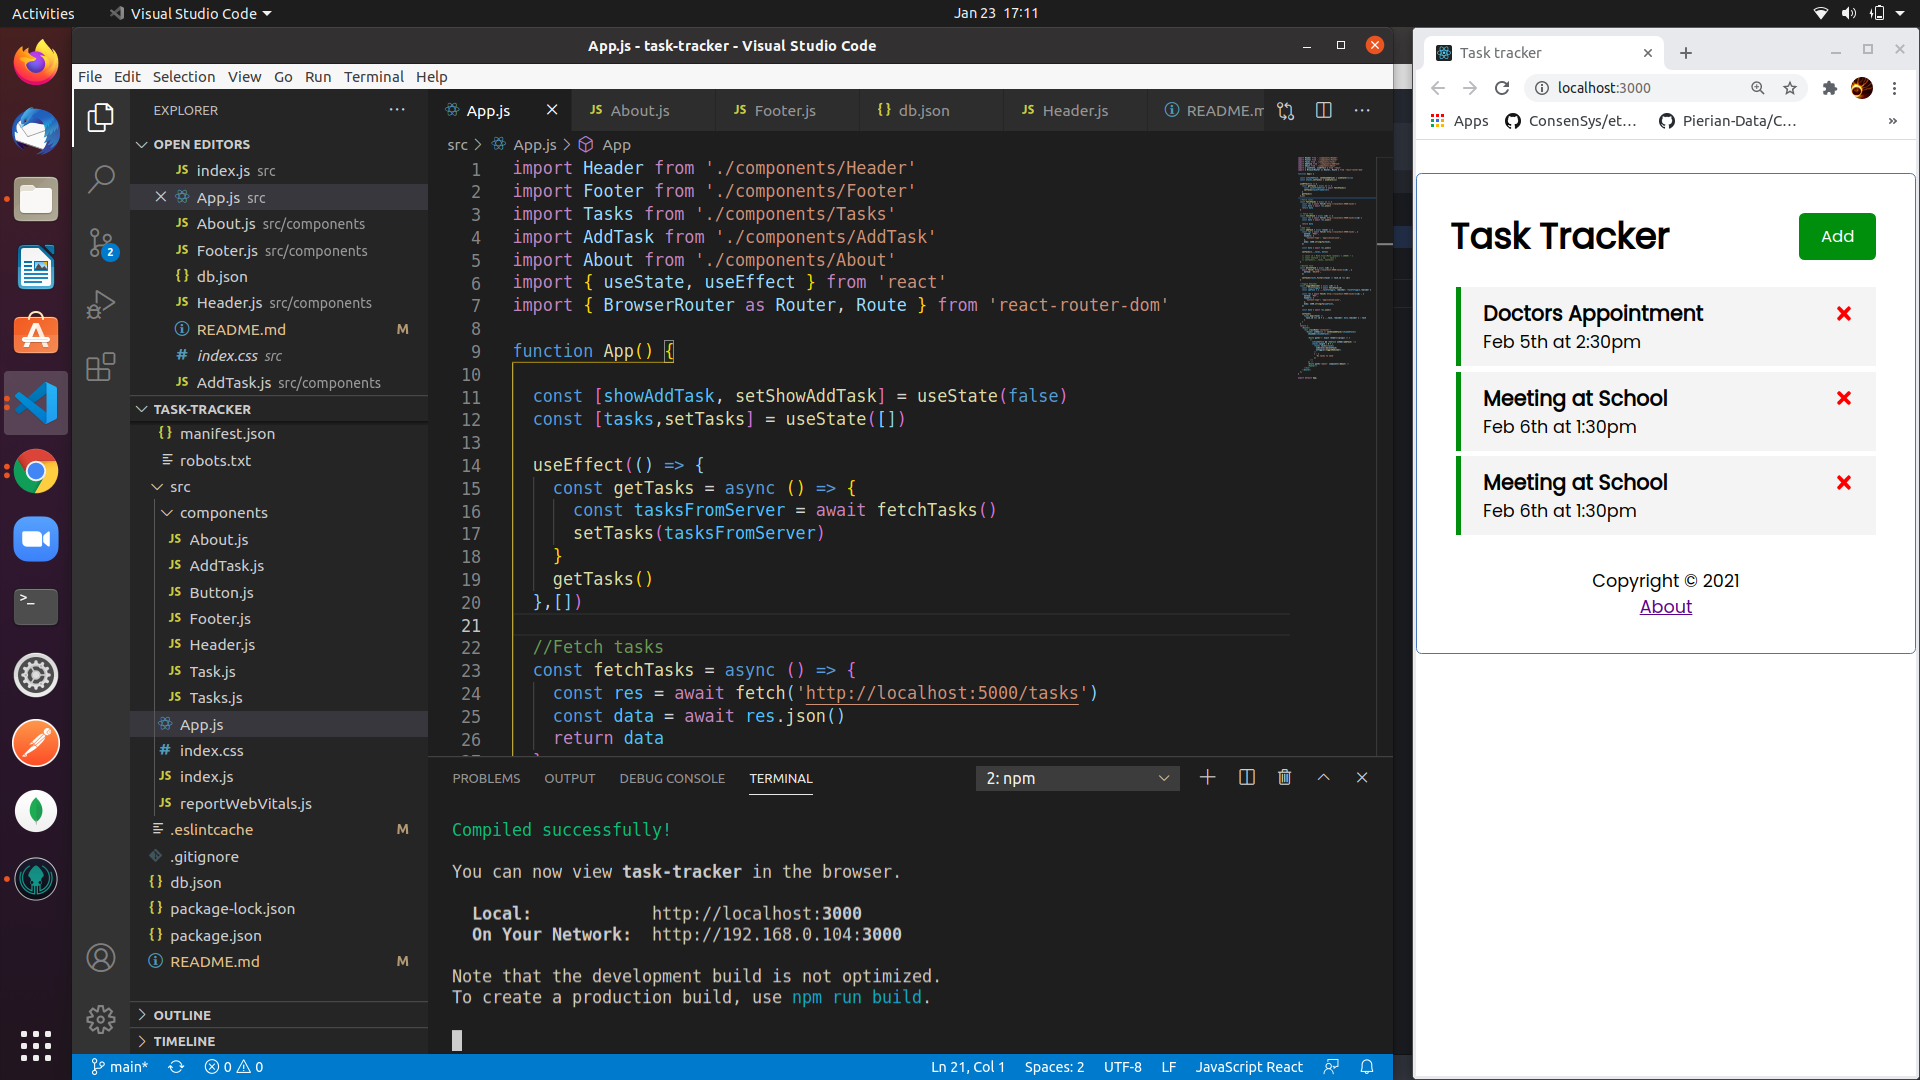 Activities
Visual Studio Code
Jan 23 17:11
App.js - task-tracker - Visual Studio Code
File Edit Selection View Go Run Terminal Help
EXPLORER
OPEN EDITORS
JS index.js src
App.js src
JS About.js src/components
JS Footer.js src/components
{} db.json
JS Header.js src/components
README.md M
# index.css src
JS AddTask.js src/components
TASK-TRACKER
{} manifest.json
robots.txt
src
components
JS About.js
JS AddTask.js
JS Button.js
JS Footer.js
JS Header.js
JS Task.js
JS Tasks.js
App.js
# index.css
JS index.js
JS reportWebVitals.js
.eslintcache M
.gitignore
{} db.json
{} package-lock.json
{} package.json
README.md M
OUTLINE
TIMELINE
2
App.js
JS About.js
JS Footer.js
{} db.json
JS Header.js
README.m
src > App.js > App
1 import Header from './components/Header'
2 import Footer from './components/Footer'
3 import Tasks from './components/Tasks'
4 import AddTask from './components/AddTask'
5 import About from './components/About'
6 import { useState, useEffect } from 'react'
7 import { BrowserRouter as Router, Route } from 'react-router-dom'
8
9 function App() {
10
11 const [showAddTask, setShowAddTask] = useState(false)
12 const [tasks,setTasks] = useState([])
13
14 useEffect(() => {
15 const getTasks = async () => {
16 const tasksFromServer = await fetchTasks()
17 setTasks(tasksFromServer)
18 }
19 getTasks()
20 },[])
21
22 //Fetch tasks
23 const fetchTasks = async () => {
24 const res = await fetch('http://localhost:5000/tasks')
25 const data = await res.json()
26 return data
PROBLEMS OUTPUT DEBUG CONSOLE TERMINAL
2: npm
Compiled successfully!
You can now view task-tracker in the browser.
Local: http://localhost:3000
On Your Network: http://192.168.0.104:3000
Note that the development build is not optimized.
To create a production build, use npm run build.
main*
0 0
Ln 21, Col 1
Spaces: 2
UTF-8
LF
JavaScript React
Task tracker
localhost:3000
Apps
ConsenSys/et...
Pierian-Data/C...
»
Task Tracker
Add
Doctors Appointment
Feb 5th at 2:30pm
Meeting at School
Feb 6th at 1:30pm
Meeting at School
Feb 6th at 1:30pm
Copyright © 2021
About